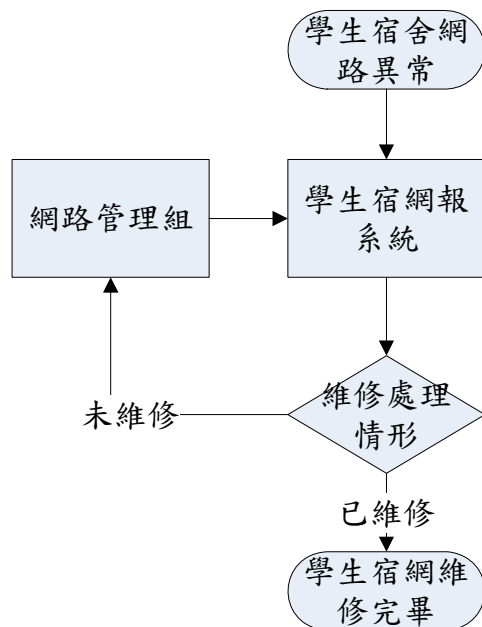 學生宿舍網
路異常
網路管理組
學生宿網報
系統
維修處理
情形
未維修
已維修
學生宿網維
修完畢